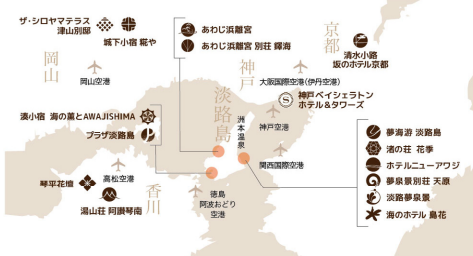 ザ・シロヤマテラス
津山別邸
城下小宿 糀や
あわじ浜離宮
あわじ浜離宮 別荘 鐸海
京都
清水小路
坂のホテル京都
岡山
岡山空港
神戸
大阪国際空港(伊丹空港)
神戸ベイシェラトン
ホテル&タワーズ
淡路島
洲本温泉
神戸空港
湊小宿 海の薫とAWAJISHIMA
プラザ淡路島
関西国際空港
夢海游 淡路島
渚の荘 花季
ホテルニューアワジ
夢泉景別荘 天原
淡路夢泉景
海のホテル 島花
高松空港
琴平花壇
湯山荘 阿讃琴南
香川
徳島
阿波おどり
空港